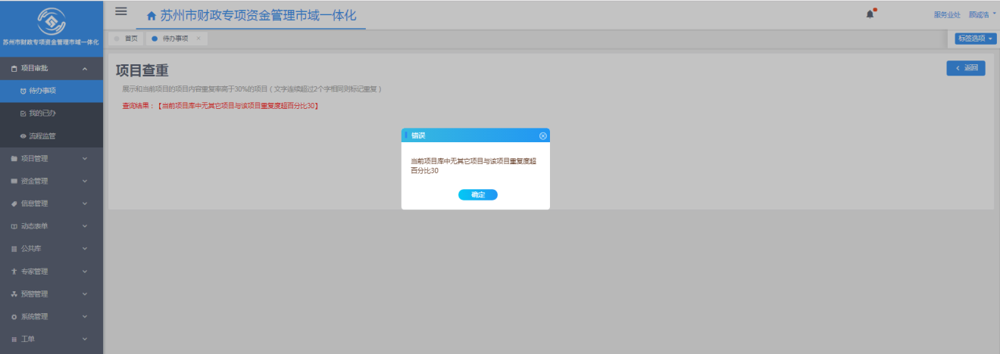 苏州市财政专项资金管理市域一体化
服务业处
顾诚洁
苏州市财政专项资金管理市域一体化
首页
待办事项
×
标签选项
项目审批
待办事项
我的已办
流程监管
项目管理
资金管理
信息管理
动态表单
公共库
专家管理
预警管理
系统管理
工单
项目查重
返回
展示和当前项目的项目内容重复率高于30%的项目（文字连续超过2个字相同则标记重复）
查询结果：【当前项目库中无其它项目与该项目重复度超百分比30】
错误
当前项目库中无其它项目与该项目重复度超
百分比30
确定